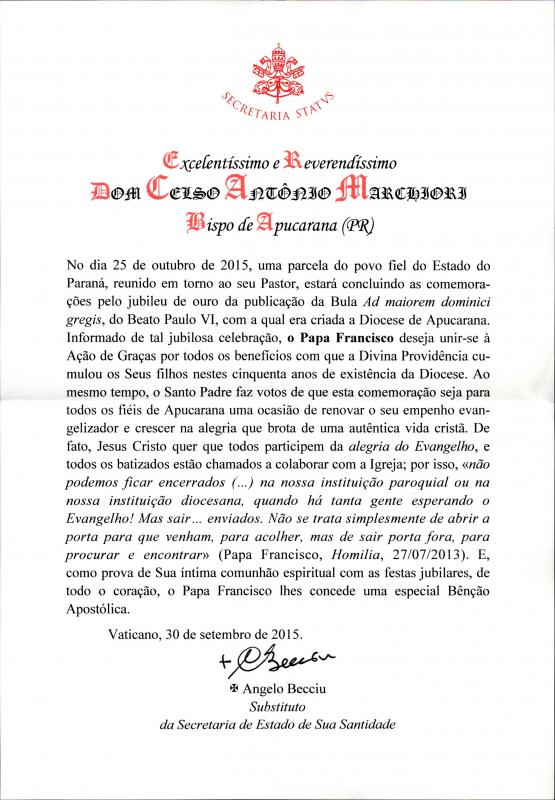 SECRETARIA STATVS
Excelentíssimo e Reverendíssimo
DOM CELSO ANTÔNIO MARCHIORI
Bispo de Apucarana (PR)
No dia 25 de outubro de 2015, uma parcela do povo fiel do Estado do
Paraná, reunido em torno ao seu Pastor, estará concluindo as comemora-
ções pelo jubileu de ouro da publicação da Bula Ad maiorem dominici
gregis, do Beato Paulo VI, com a qual era criada a Diocese de Apucarana.
Informado de tal jubilosa celebração, o Papa Francisco deseja unir-se à
Ação de Graças por todos os benefícios com que a Divina Providência cu-
mulou os Seus filhos nestes cinquenta anos de existência da Diocese. Ao
mesmo tempo, o Santo Padre faz votos de que esta comemoração seja para
todos os fiéis de Apucarana uma ocasião de renovar o seu empenho evan-
gelizador e crescer na alegria que brota de uma autêntica vida cristã. De
fato, Jesus Cristo quer que todos participem da alegria do Evangelho, e
todos os batizados estão chamados a colaborar com a Igreja; por isso, «não
podemos ficar encerrados (...) na nossa instituição paroquial ou na
nossa instituição diocesana, quando há tanta gente esperando o
Evangelho! Mas sair... enviados. Não se trata simplesmente de abrir a
porta para que venham, para acolher, mas de sair porta fora, para
procurar e encontrar» (Papa Francisco, Homilia, 27/07/2013). E,
como prova de Sua íntima comunhão espiritual com as festas jubilares, de
todo o coração, o Papa Francisco lhes concede uma especial Bênção
Apostólica.
Vaticano, 30 de setembro de 2015.
+ Becciu
✠ Angelo Becciu
Substituto
da Secretaria de Estado de Sua Santidade